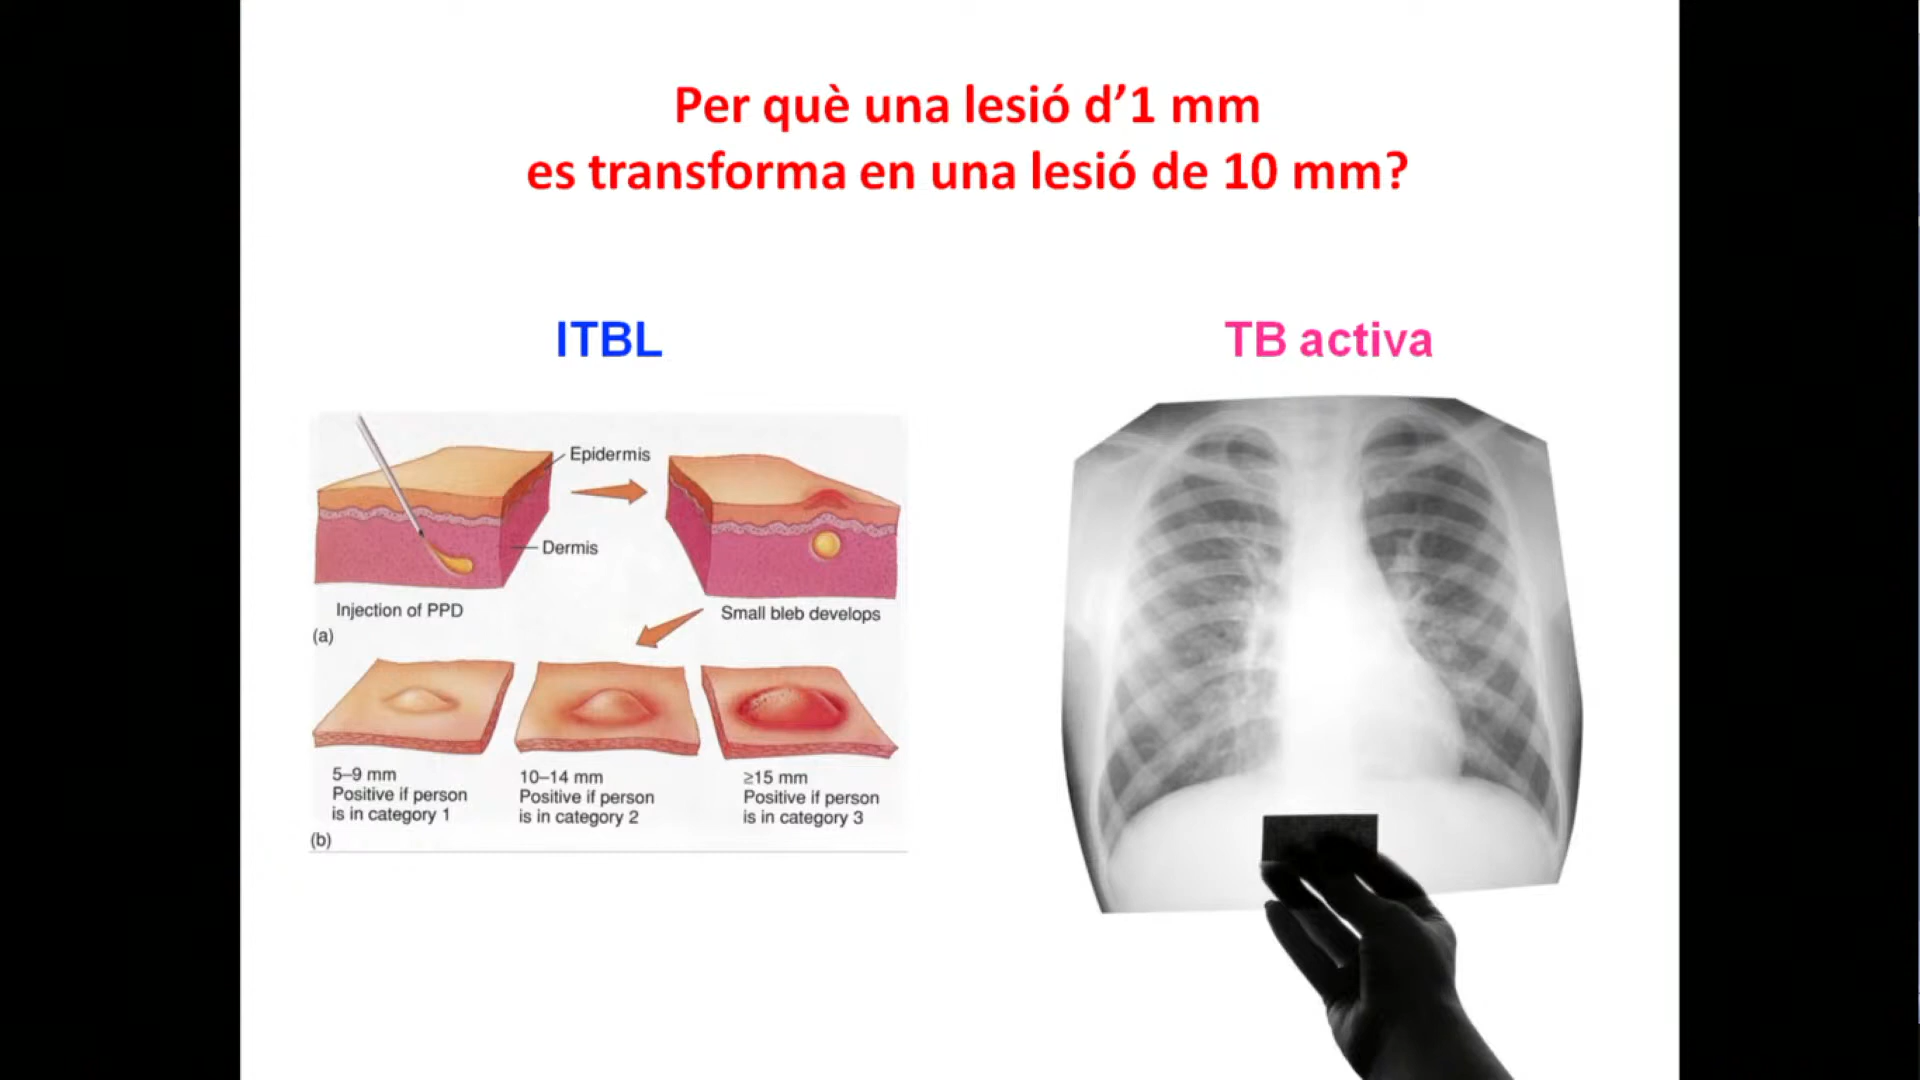 Per què una lesió d’1 mm
es transforma en una lesió de 10 mm?
ITBL
TB activa
Epidermis
Dermis
Injection of PPD
Small bleb develops
(a)
5–9 mm
Positive if person
is in category 1
10–14 mm
Positive if person
is in category 2
≥15 mm
Positive if person
is in category 3
(b)